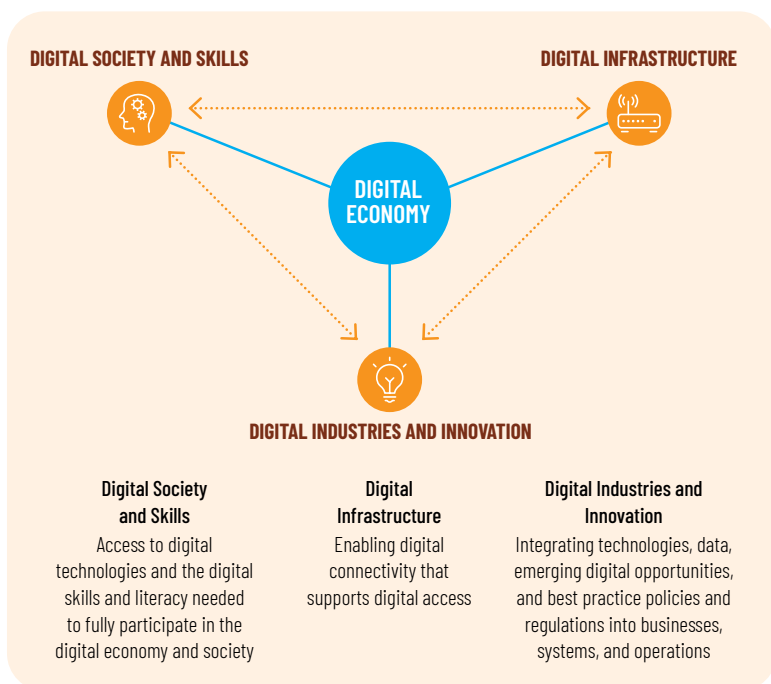 DIGITAL SOCIETY AND SKILLS
DIGITAL INFRASTRUCTURE
DIGITAL
ECONOMY
DIGITAL INDUSTRIES AND INNOVATION
Digital Society
and Skills
Access to digital
technologies and the digital
skills and literacy needed
to fully participate in the
digital economy and society
Digital
Infrastructure
Enabling digital
connectivity that
supports digital access
Digital Industries and
Innovation
Integrating technologies, data,
emerging digital opportunities,
and best practice policies and
regulations into businesses,
systems, and operations